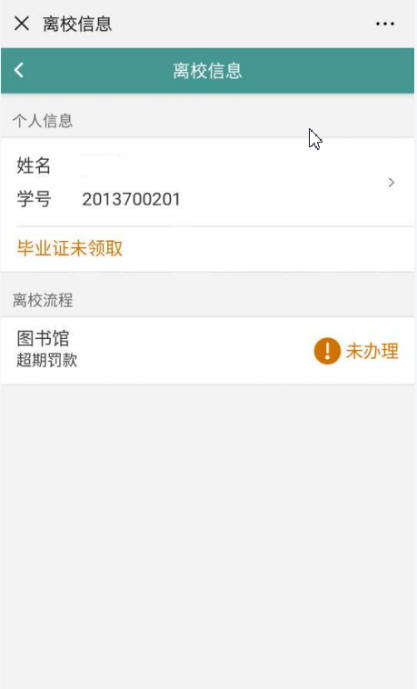 离校信息
离校信息
个人信息
姓名
学号 2013700201
毕业证未领取
离校流程
图书馆
超期罚款
未办理